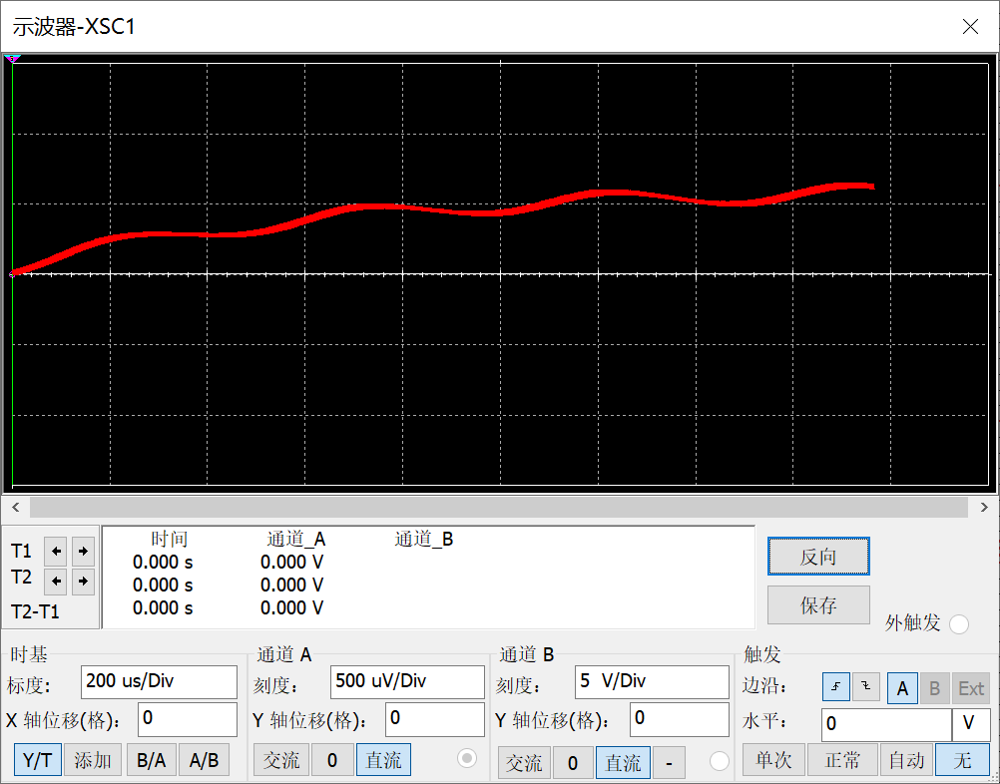 示波器-XSC1
T1
T2
T2-T1
时间 通道_A 通道_B
0.000 s 0.000 V
0.000 s 0.000 V
0.000 s 0.000 V
反向
保存
外触发
时基
标度: 200 us/Div
X 轴位移(格): 0
Y/T 添加 B/A A/B
通道 A
刻度: 500 uV/Div
Y 轴位移(格): 0
交流 0 直流
通道 B
刻度: 5 V/Div
Y 轴位移(格): 0
交流 0 直流 -
触发
边沿: A B Ext
水平: 0 V
单次 正常 自动 无